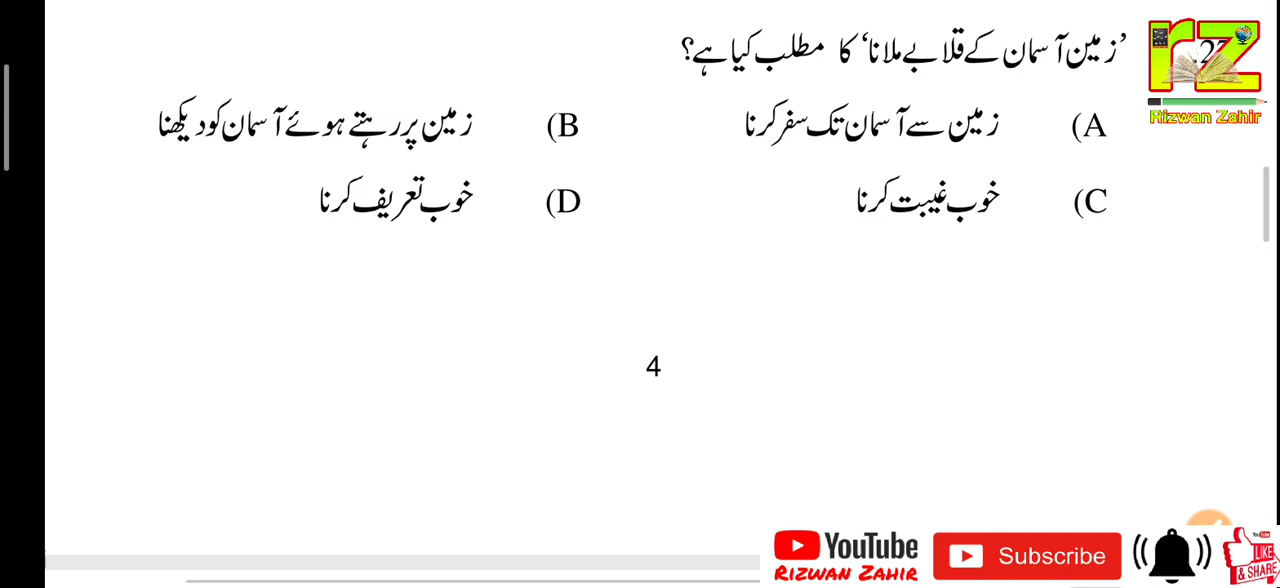 ’زمین آسمان کے قلابے ملانا‘ کا مطلب کیا ہے؟
A) زمین سے آسمان تک سفر کرنا B) زمین پر رہتے ہوئے آسمان کو دیکھنا
C) خوب غیبت کرنا D) خوب تعریف کرنا
4
rz
Rizwan Zahir
YouTube
RIZWAN ZAHIR
Subscribe
LIKE
& SHARE